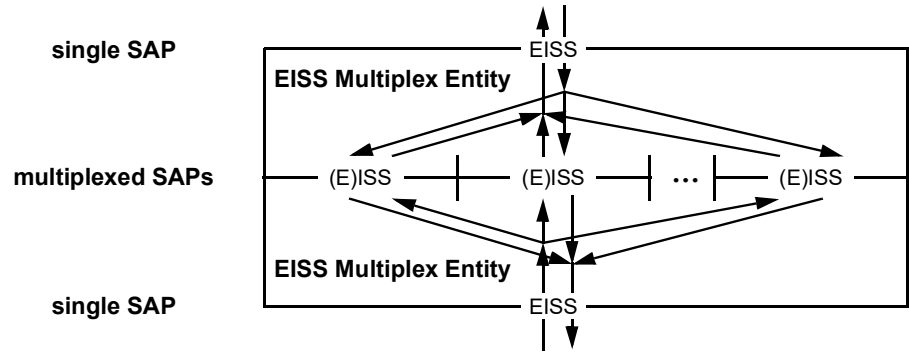 single SAP
EISS
EISS Multiplex Entity
multiplexed SAPs
(E)ISS
(E)ISS
...
(E)ISS
EISS Multiplex Entity
single SAP
EISS